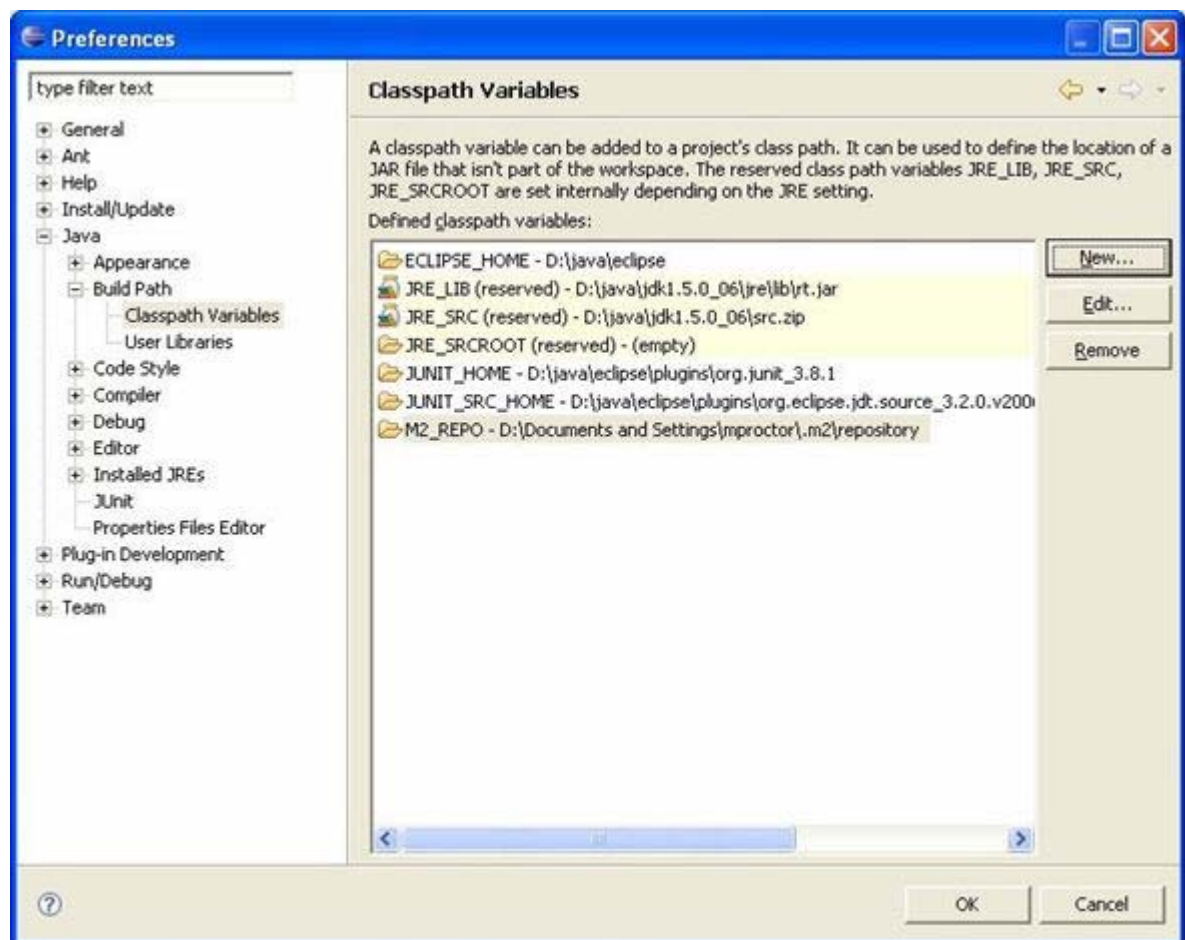 Preferences
type filter text
General
Ant
Help
Install/Update
Java
Appearance
Build Path
Classpath Variables
User Libraries
Code Style
Compiler
Debug
Editor
Installed JREs
JUnit
Properties Files Editor
Plug-in Development
Run/Debug
Team
Classpath Variables
A classpath variable can be added to a project's class path. It can be used to define the location of a
JAR file that isn't part of the workspace. The reserved class path variables JRE_LIB, JRE_SRC,
JRE_SRCROOT are set internally depending on the JRE setting.
Defined classpath variables:
ECLIPSE_HOME - D:\java\eclipse
JRE_LIB (reserved) - D:\java\jdk1.5.0_06\jre\lib\rt.jar
JRE_SRC (reserved) - D:\java\jdk1.5.0_06\src.zip
JRE_SRCROOT (reserved) - (empty)
JUNIT_HOME - D:\java\eclipse\plugins\org.junit_3.8.1
JUNIT_SRC_HOME - D:\java\eclipse\plugins\org.eclipse.jdt.source_3.2.0.v200
M2_REPO - D:\Documents and Settings\mproctor\.m2\repository
New...
Edit...
Remove
OK
Cancel